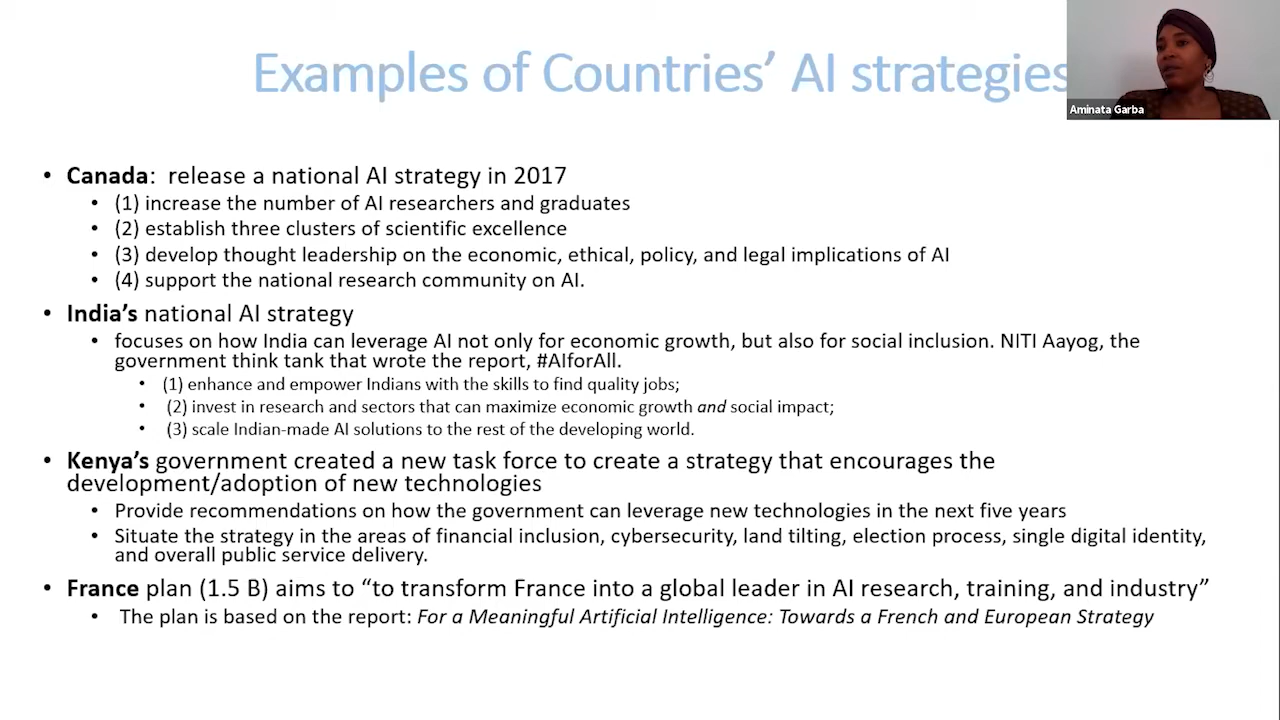 Examples of Countries’ AI strategies
Aminata Garba
• Canada: release a national AI strategy in 2017
• (1) increase the number of AI researchers and graduates
• (2) establish three clusters of scientific excellence
• (3) develop thought leadership on the economic, ethical, policy, and legal implications of AI
• (4) support the national research community on AI.
• India’s national AI strategy
• focuses on how India can leverage AI not only for economic growth, but also for social inclusion. NITI Aayog, the
government think tank that wrote the report, #AIforAll.
• (1) enhance and empower Indians with the skills to find quality jobs;
• (2) invest in research and sectors that can maximize economic growth and social impact;
• (3) scale Indian-made AI solutions to the rest of the developing world.
• Kenya’s government created a new task force to create a strategy that encourages the
development/adoption of new technologies
• Provide recommendations on how the government can leverage new technologies in the next five years
• Situate the strategy in the areas of financial inclusion, cybersecurity, land tilting, election process, single digital identity,
and overall public service delivery.
• France plan (1.5 B) aims to “to transform France into a global leader in AI research, training, and industry”
• The plan is based on the report: For a Meaningful Artificial Intelligence: Towards a French and European Strategy